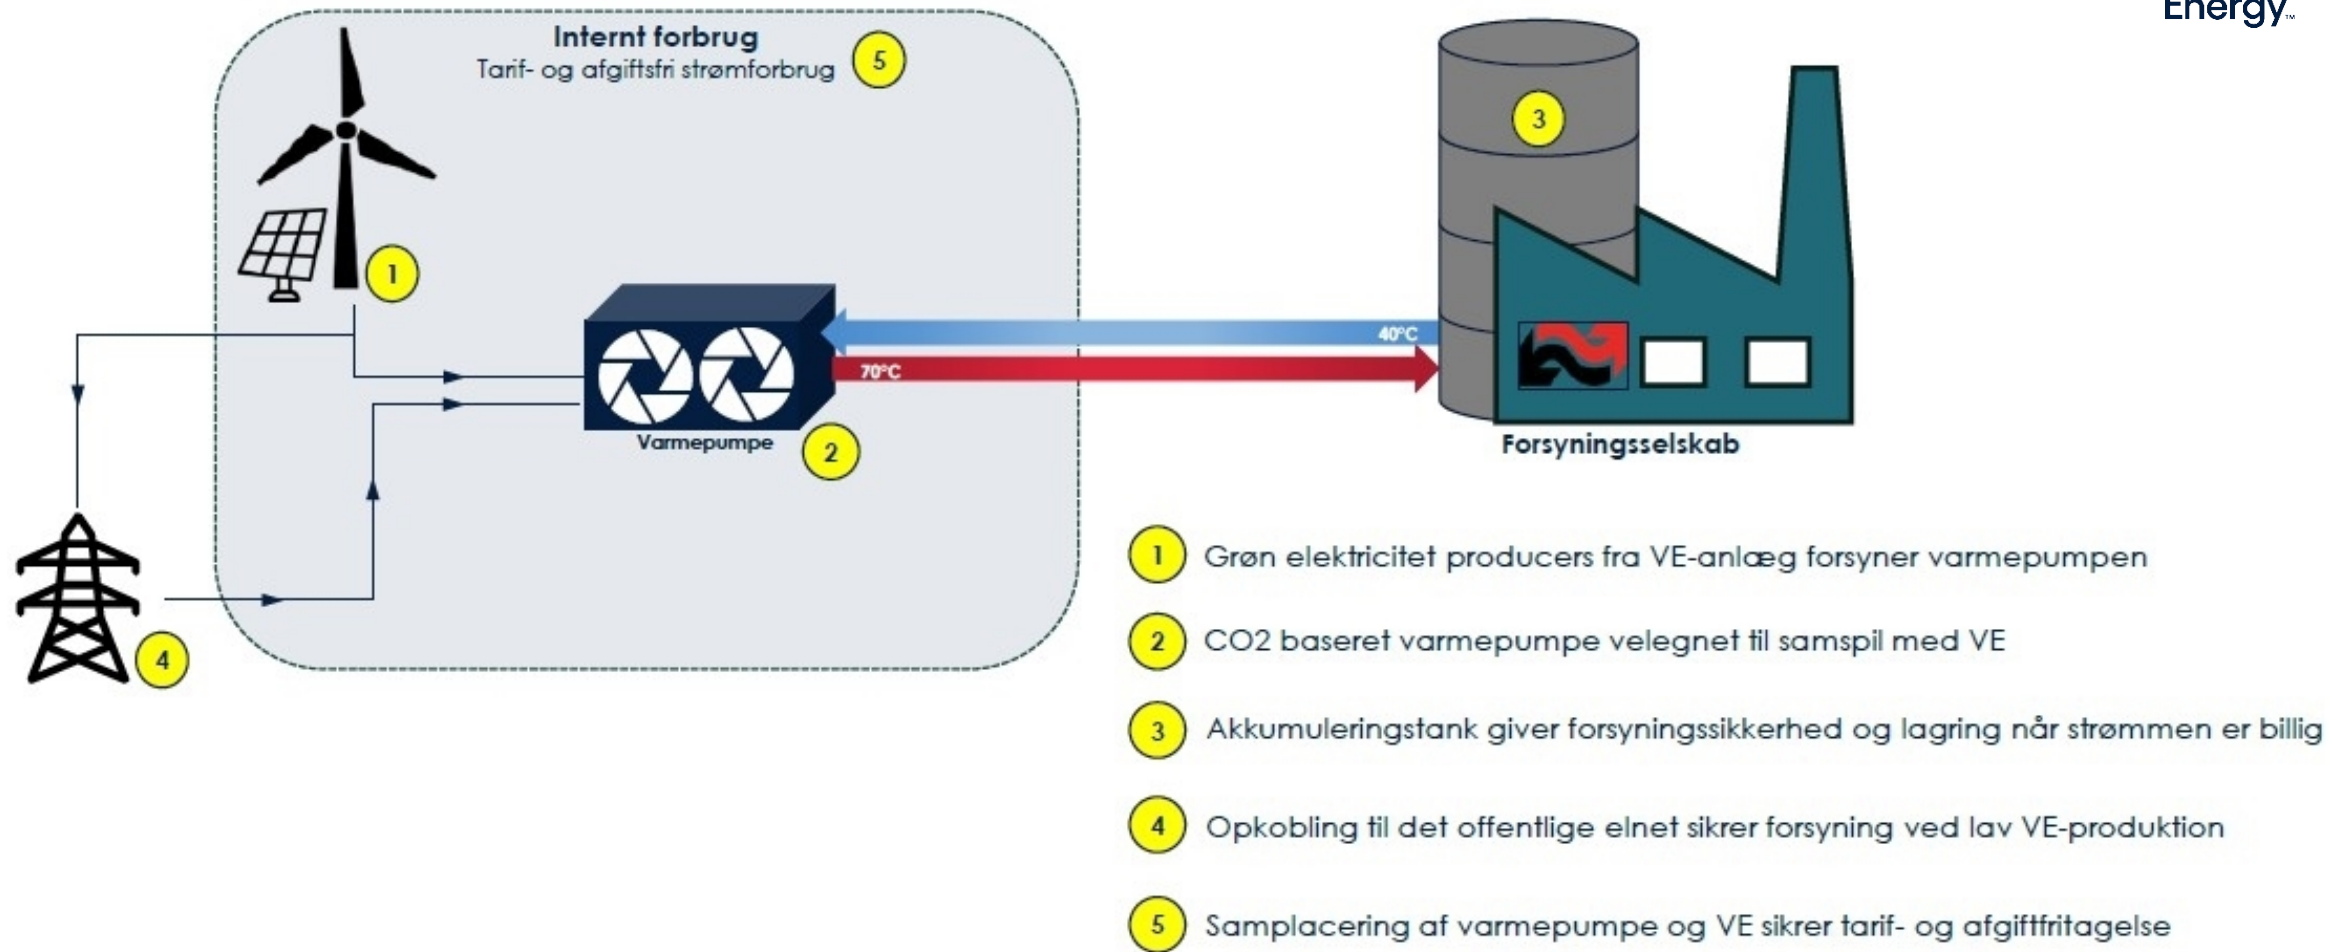 Energy™
Internt forbrug
Tarif- og afgiftsfri strømforbrug
5
3
1
40°C
70°C
Varmepumpe
2
Forsyningsselskab
4
1 Grøn elektricitet producers fra VE-anlæg forsyner varmepumpen
2 CO2 baseret varmepumpe velegnet til samspil med VE
3 Akkumuleringstank giver forsyningssikkerhed og lagring når strømmen er billig
4 Opkobling til det offentlige elnet sikrer forsyning ved lav VE-produktion
5 Samplacering af varmepumpe og VE sikrer tarif- og afgiftfritagelse